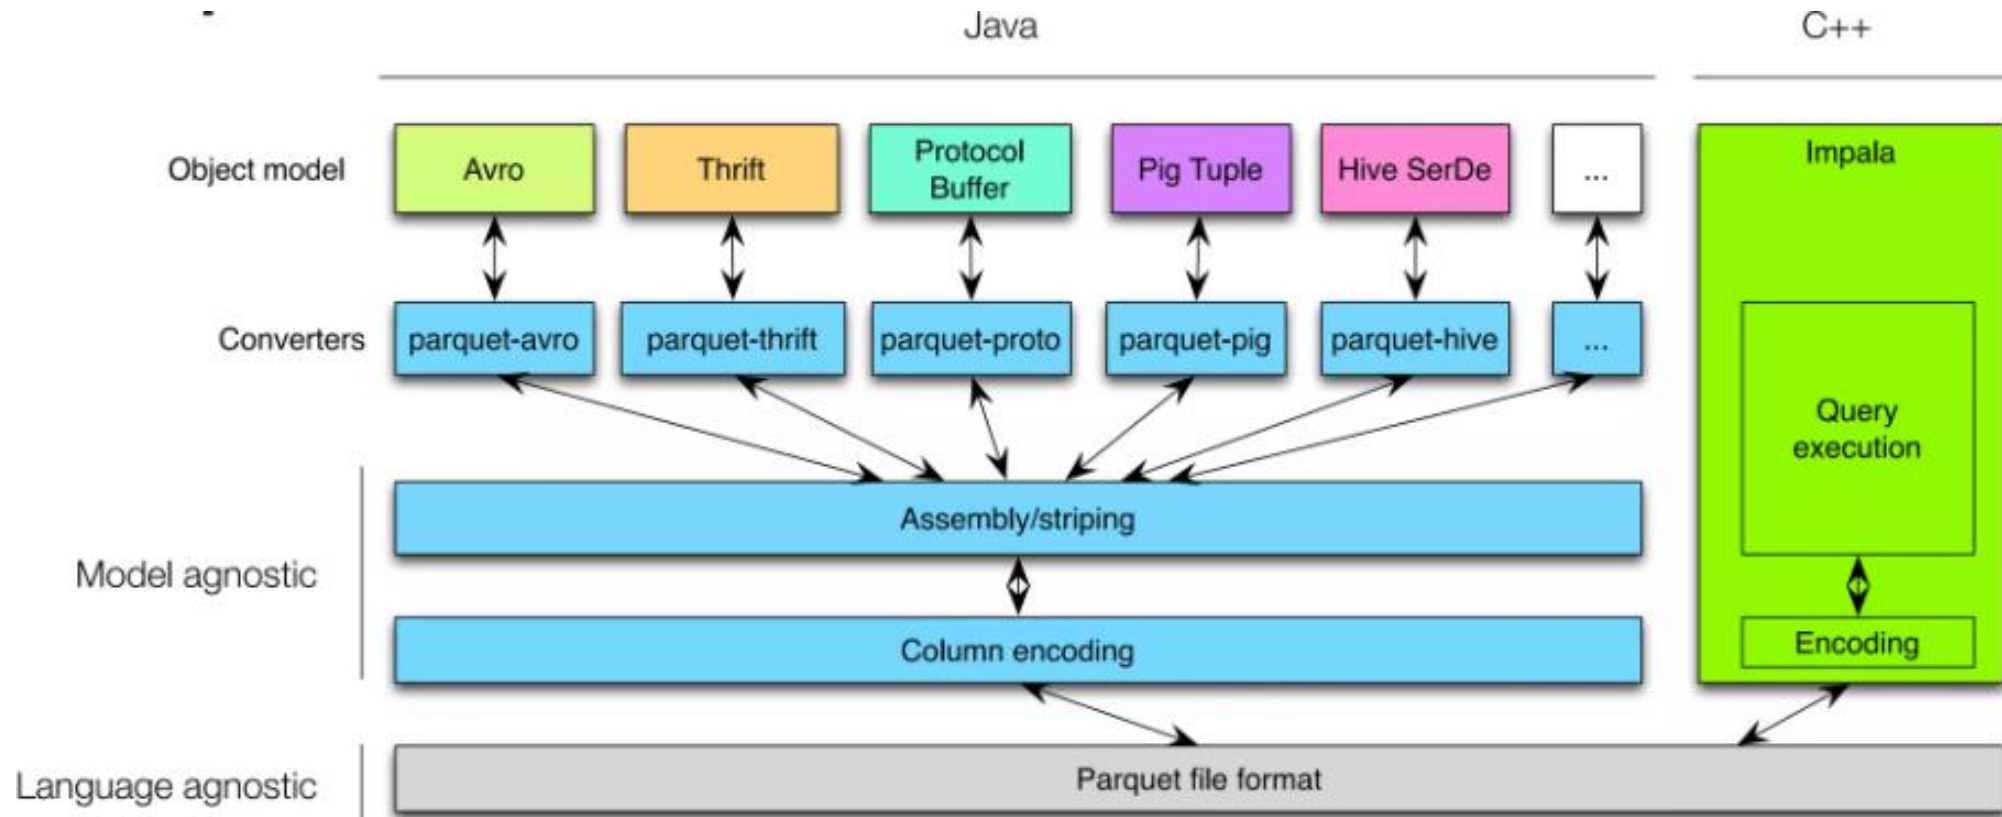 Java
C++
Object model
Avro
Thrift
Protocol
Buffer
Pig Tuple
Hive SerDe
...
Impala
Converters
parquet-avro
parquet-thrift
parquet-proto
parquet-pig
parquet-hive
...
Query
execution
Assembly/striping
Model agnostic
Column encoding
Encoding
Language agnostic
Parquet file format